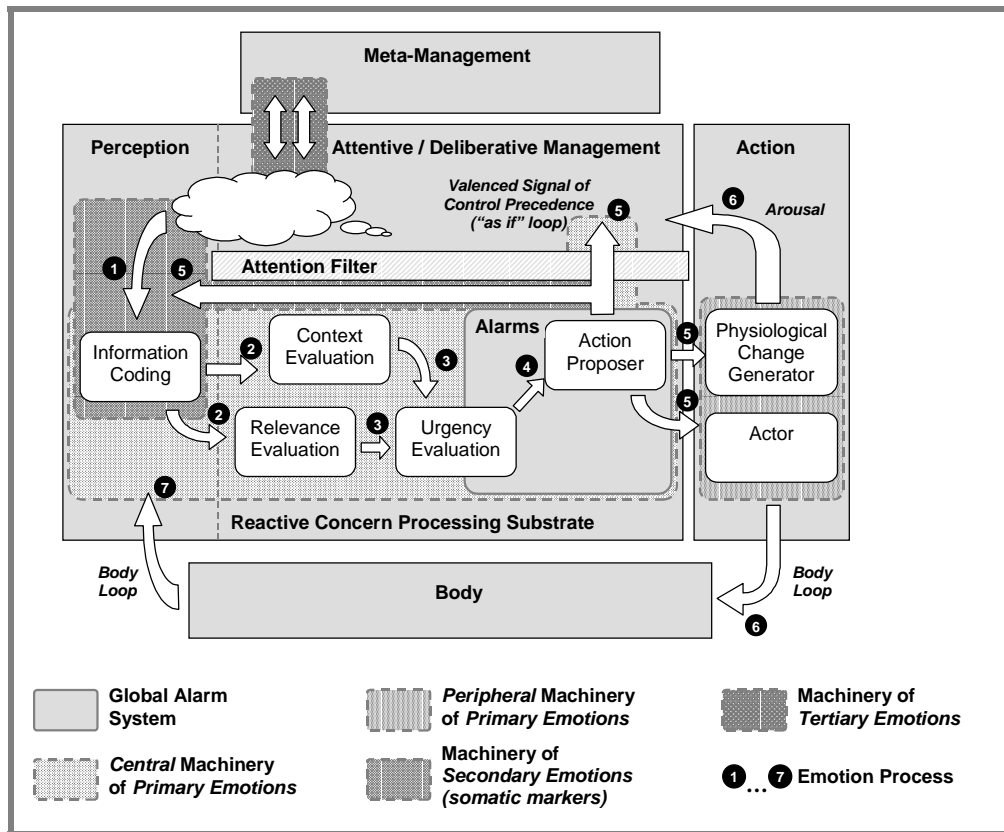 Meta-Management
Perception
Attentive / Deliberative Management
Action
Valenced Signal of
Control Precedence
("as if" loop)
5
6
Arousal
1
5
Attention Filter
Information
Coding
2
Context
Evaluation
3
Alarms
4
Action
Proposer
5
Physiological
Change
Generator
2
Relevance
Evaluation
3
Urgency
Evaluation
5
Actor
7
Reactive Concern Processing Substrate
Body
Loop
Body
Body
Loop
6
Global Alarm
System
Peripheral Machinery
of Primary Emotions
Machinery of
Tertiary Emotions
Central Machinery
of Primary Emotions
Machinery of
Secondary Emotions
(somatic markers)
1 ... 7 Emotion Process